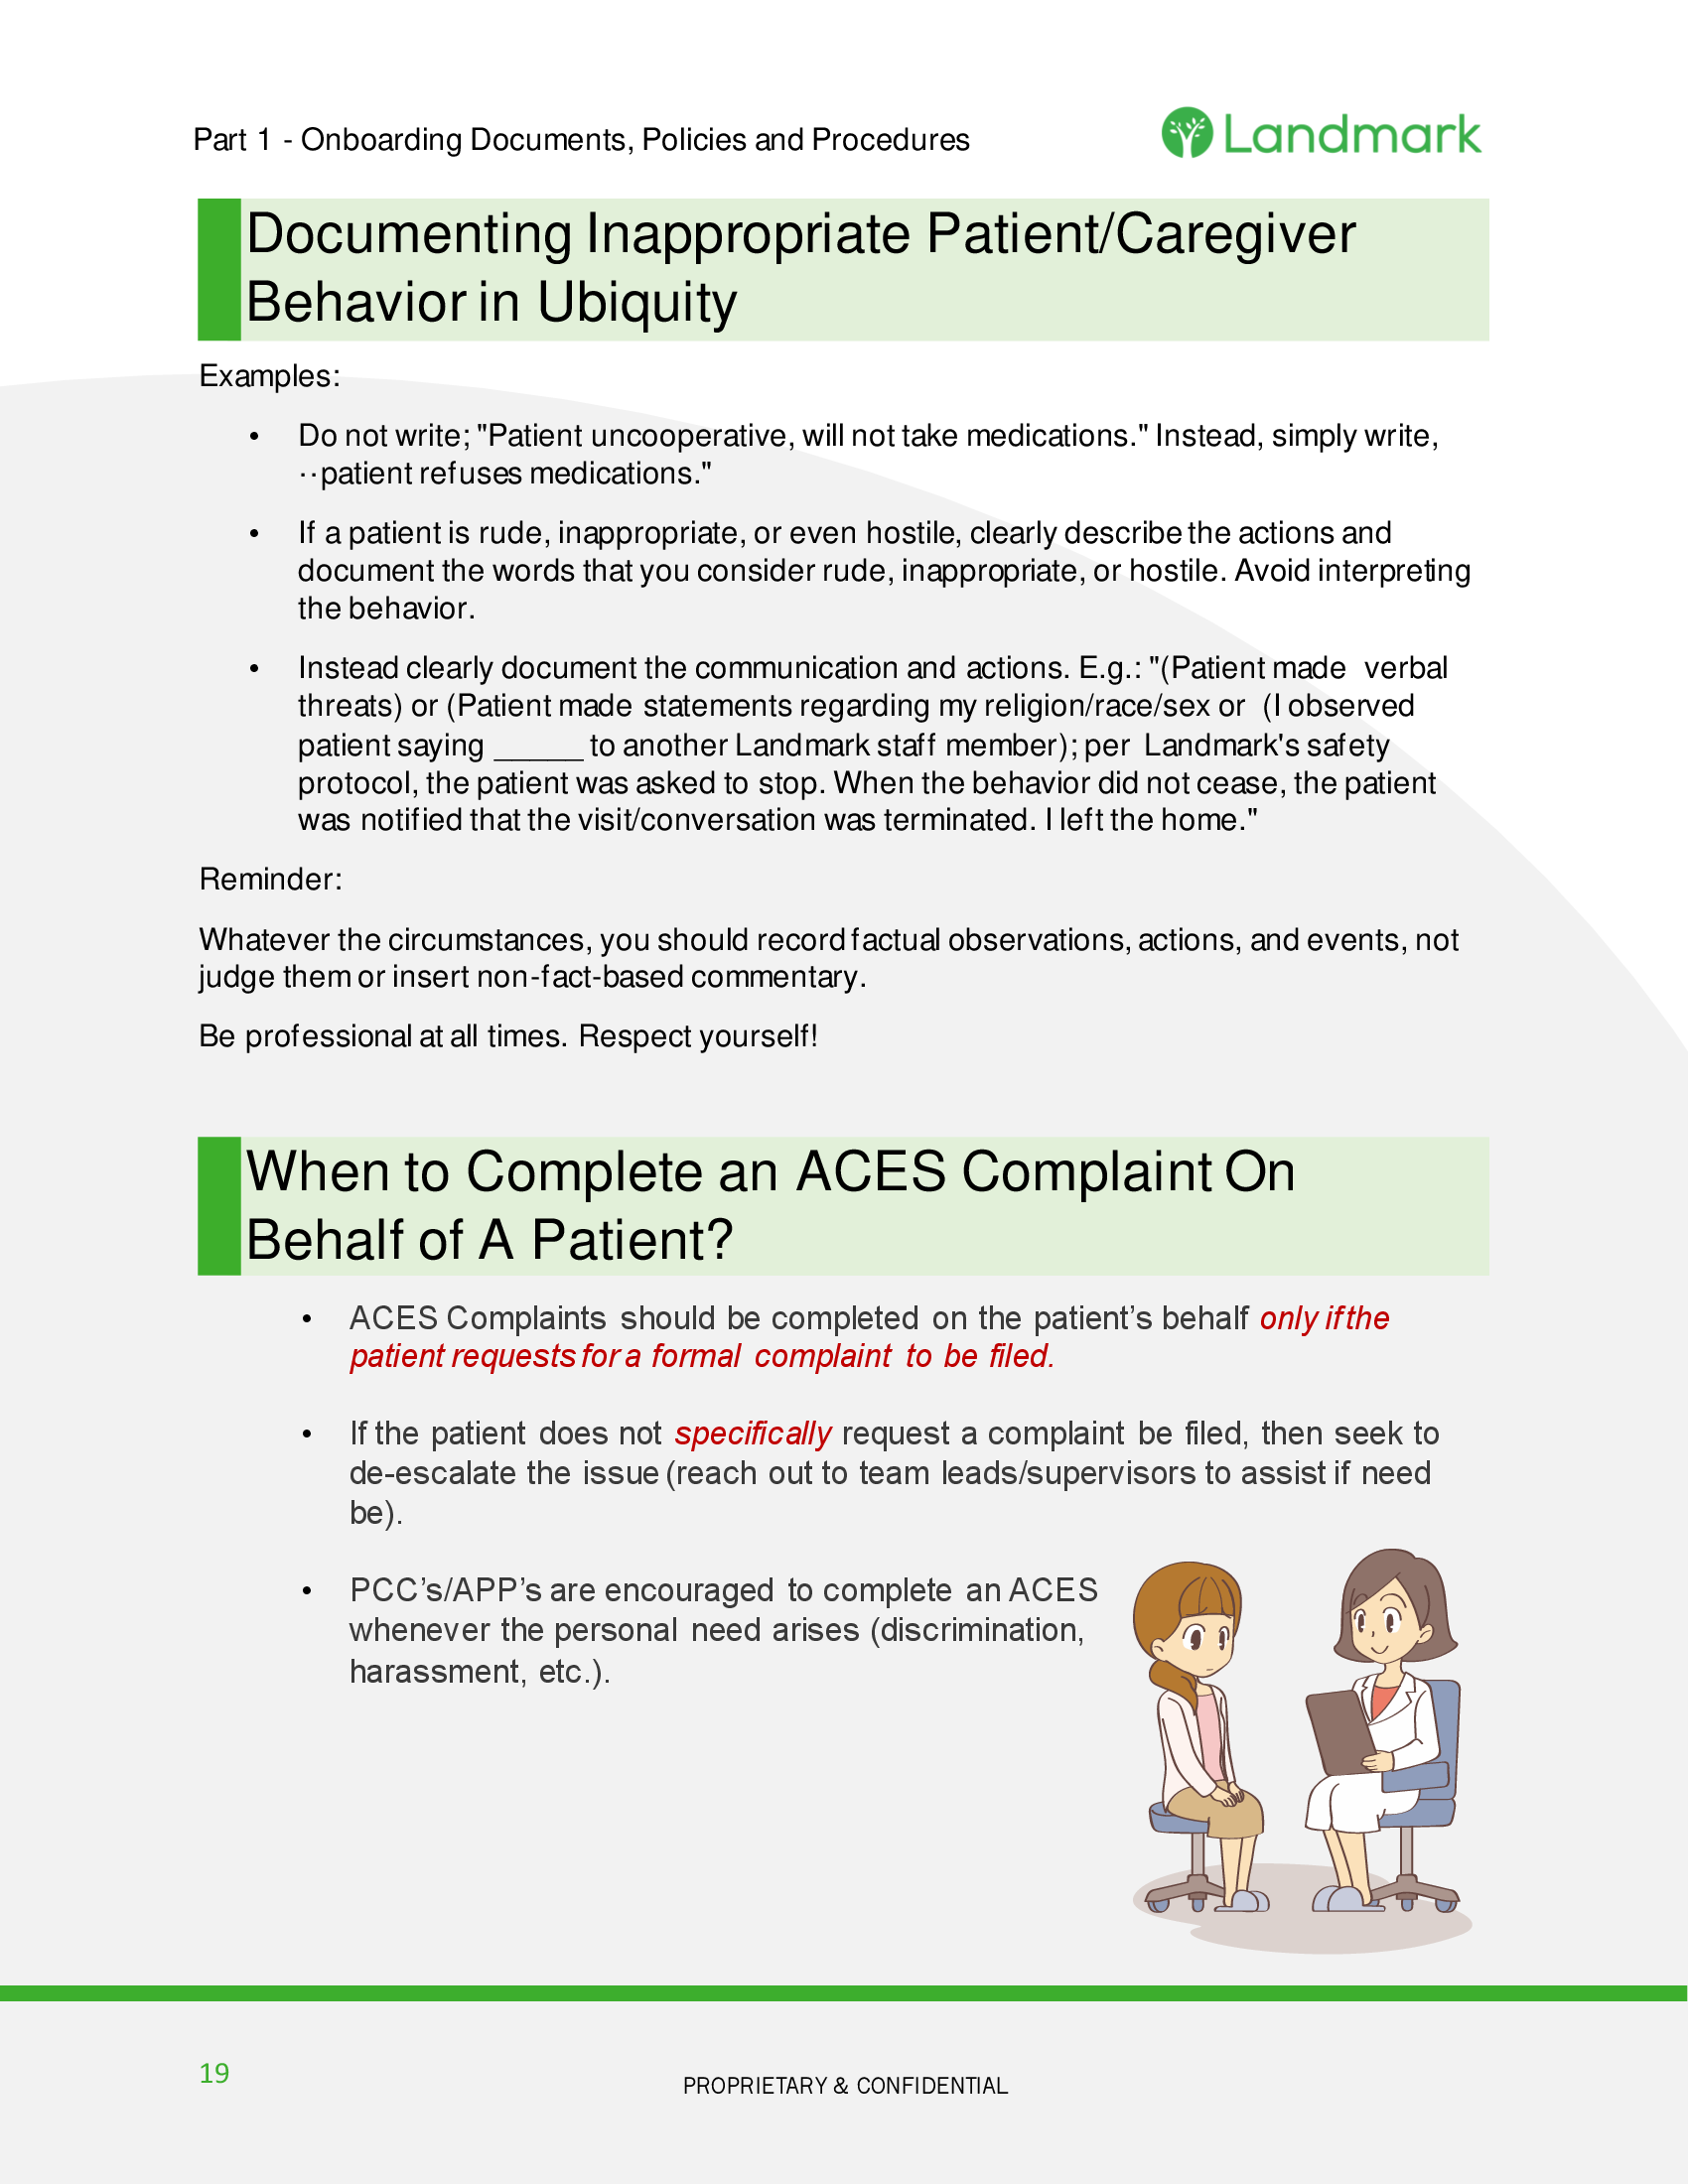 Part 1 - Onboarding Documents, Policies and Procedures
Landmark
Documenting Inappropriate Patient/Caregiver
Behavior in Ubiquity
Examples:
• Do not write; "Patient uncooperative, will not take medications." Instead, simply write,
··patient refuses medications."
• If a patient is rude, inappropriate, or even hostile, clearly describe the actions and
document the words that you consider rude, inappropriate, or hostile. Avoid interpreting
the behavior.
• Instead clearly document the communication and actions. E.g.: "(Patient made verbal
threats) or (Patient made statements regarding my religion/race/sex or (I observed
patient saying _____ to another Landmark staff member); per Landmark's safety
protocol, the patient was asked to stop. When the behavior did not cease, the patient
was notified that the visit/conversation was terminated. I left the home."
Reminder:
Whatever the circumstances, you should record factual observations, actions, and events, not
judge them or insert non-fact-based commentary.
Be professional at all times. Respect yourself!
When to Complete an ACES Complaint On
Behalf of A Patient?
• ACES Complaints should be completed on the patient’s behalf only if the
patient requests for a formal complaint to be filed.
• If the patient does not specifically request a complaint be filed, then seek to
de-escalate the issue (reach out to team leads/supervisors to assist if need
be).
• PCC’s/APP’s are encouraged to complete an ACES
whenever the personal need arises (discrimination,
harassment, etc.).
19
PROPRIETARY & CONFIDENTIAL